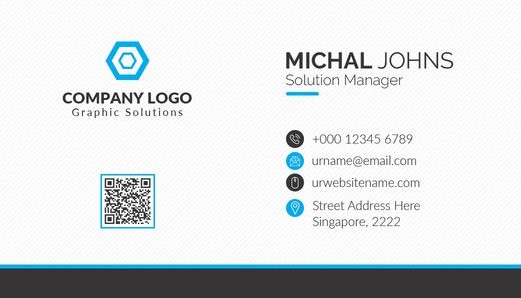 COMPANY LOGO
Graphic Solutions
MICHAL JOHNS
Solution Manager
+000 12345 6789
urname@email.com
urwebsitename.com
Street Address Here
Singapore, 2222